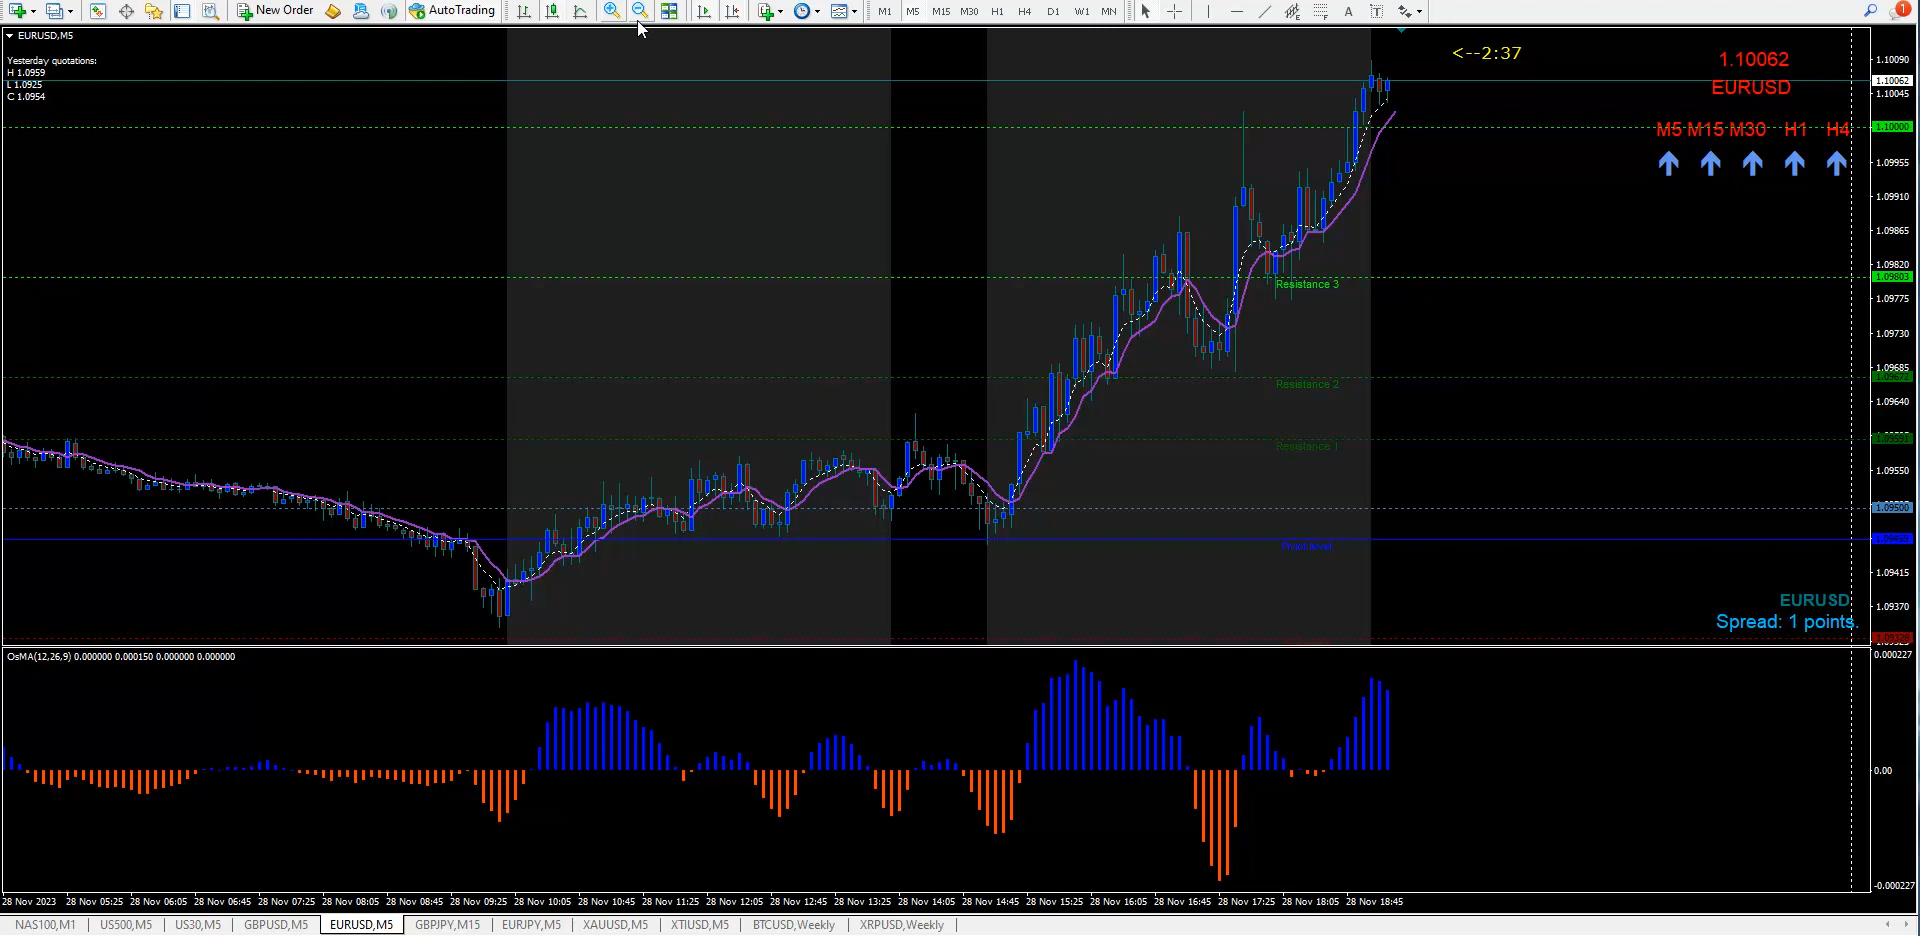 New Order AutoTrading M1 M5 M15 M30 H1 H4 D1 W1 MN A T 1
EURUSD,M5
Yesterday quotations:
H 1.0959
L 1.0925
C 1.0954
<--2:37
1.10062
EURUSD
M5 M15 M30 H1 H4
1.10090
1.10062
1.10045
1.10000
1.09955
1.09910
1.09865
1.09820
1.09803
Resistance 3
1.09775
1.09730
1.09685
Resistance 2
1.09640
Resistance 1
1.09550
1.09500
Pivot level
1.09415
1.09370
EURUSD
Spread: 1 points.
OsMA(12,26,9) 0.000000 0.000150 0.000000 0.000000
0.000227
0.00
-0.000227
28 Nov 2023 28 Nov 05:25 28 Nov 06:05 28 Nov 06:45 28 Nov 07:25 28 Nov 08:05 28 Nov 08:45 28 Nov 09:25 28 Nov 10:05 28 Nov 10:45 28 Nov 11:25 28 Nov 12:05 28 Nov 12:45 28 Nov 13:25 28 Nov 14:05 28 Nov 14:45 28 Nov 15:25 28 Nov 16:05 28 Nov 16:45 28 Nov 17:25 28 Nov 18:05 28 Nov 18:45
NAS100,M1 US500,M5 US30,M5 GBPUSD,M5 EURUSD,M5 GBPJPY,M15 EURJPY,M5 XAUUSD,M5 XTIUSD,M5 BTCUSD,Weekly XRPUSD,Weekly